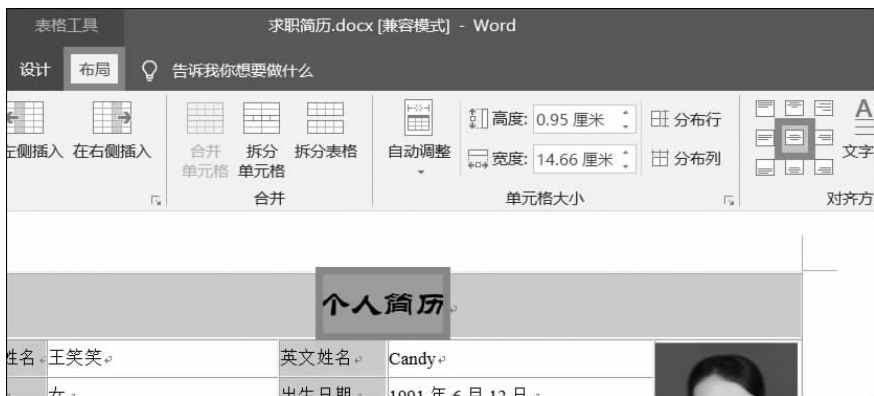 表格工具 求职简历.docx [兼容模式] - Word
设计 布局 告诉我你想要做什么
左侧插入 在右侧插入 合并单元格 拆分单元格 拆分表格 自动调整 高度: 0.95 厘米 分布行
宽度: 14.66 厘米 分布列 文字
合并 单元格大小 对齐方
个人简历
姓名 王笑笑 英文姓名 Candy
女 出生日期 1991 年 6 月 12 日